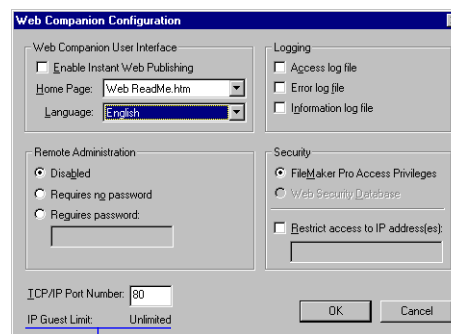 Web Companion Configuration
Web Companion User Interface
Enable Instant Web Publishing
Home Page: Web ReadMe.htm
Language: English
Logging
Access log file
Error log file
Information log file
Remote Administration
Disabled
Requires no password
Requires password:
Security
FileMaker Pro Access Privileges
Web Security Database
Restrict access to IP address(es):
TCP/IP Port Number: 80
IP Guest Limit: Unlimited
OK
Cancel